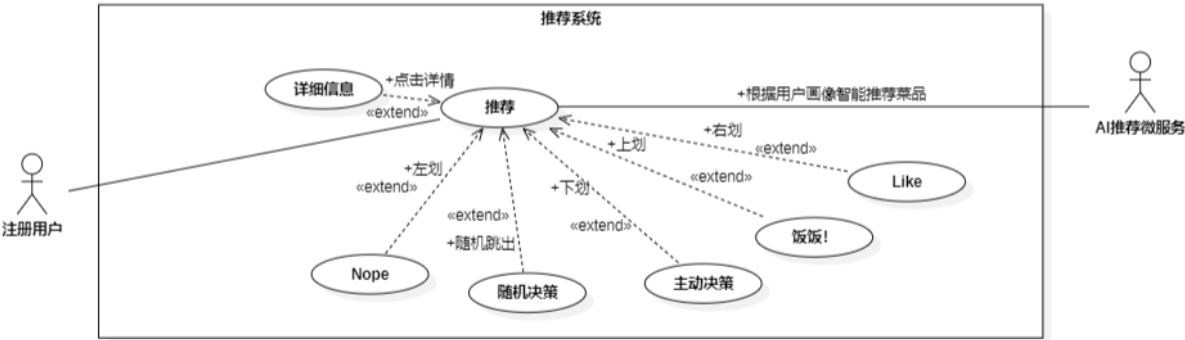 推荐系统
详细信息
+点击详情
«extend»
推荐
+根据用户画像智能推荐菜品
AI推荐微服务
+右划
«extend»
+上划
«extend»
Like
+左划
«extend»
+下划
«extend»
«extend»
+随机跳出
注册用户
饭饭!
Nope
随机决策
主动决策